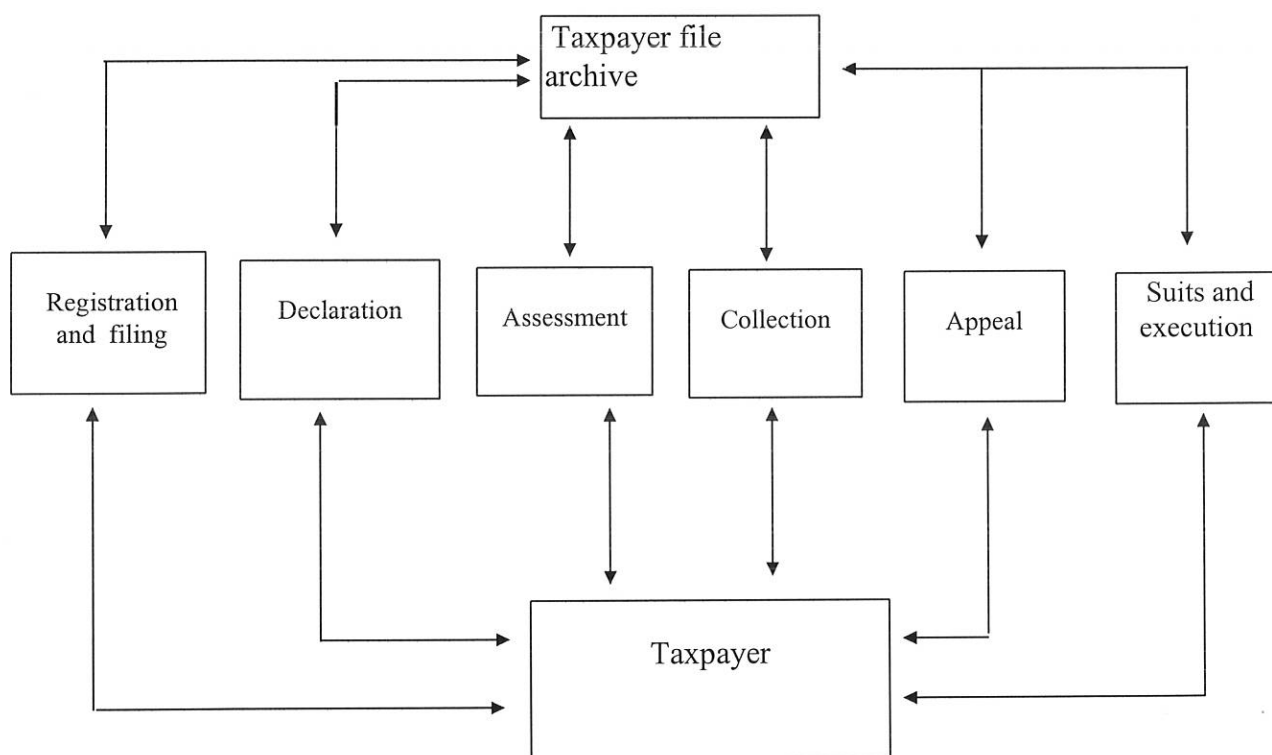 Taxpayer file
archive
Registration
and filing
Declaration
Assessment
Collection
Appeal
Suits and
execution
Taxpayer